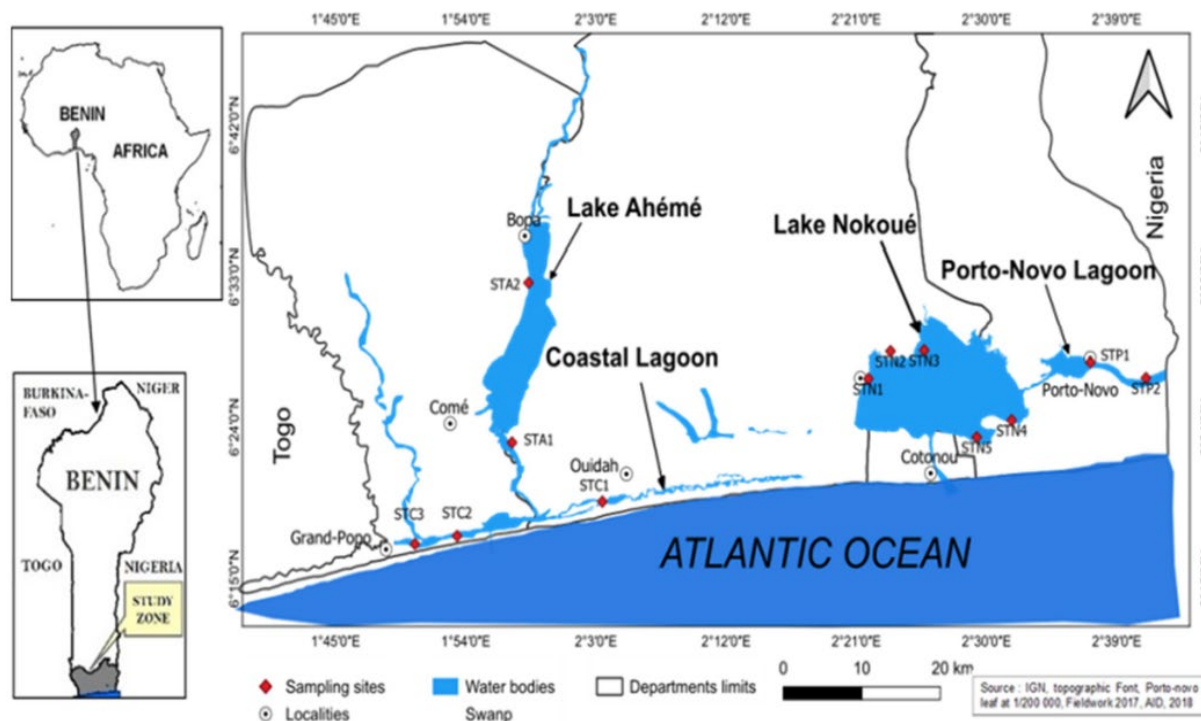 BENIN
AFRICA
BURKINA-
FASO
NIGER
BENIN
TOGO
NIGERIA
STUDY
ZONE
1°45'0"E
1°54'0"E
2°3'0"E
2°12'0"E
2°21'0"E
2°30'0"E
2°39'0"E
6°42'0"N
6°33'0"N
6°24'0"N
6°15'0"N
Togo
Nigeria
Bopa
Lake Ahémé
STA2
Lake Nokoué
Porto-Novo Lagoon
Coastal Lagoon
STN2
STN3
STN1
STP1
Porto-Novo
STP2
Comé
STA1
STN4
STN5
Ouidah
STC1
Cotonou
STC3
STC2
Grand-Popo
ATLANTIC OCEAN
1°45'0"E
1°54'0"E
2°3'0"E
2°12'0"E
2°21'0"E
2°30'0"E
2°39'0"E
Sampling sites
Localities
Water bodies
Swanp
Departments limits
0
10
20 km
Source : IGN, topographic Font, Porto-novo
leaf at 1/200 000, Fieldwork 2017, AID, 2018